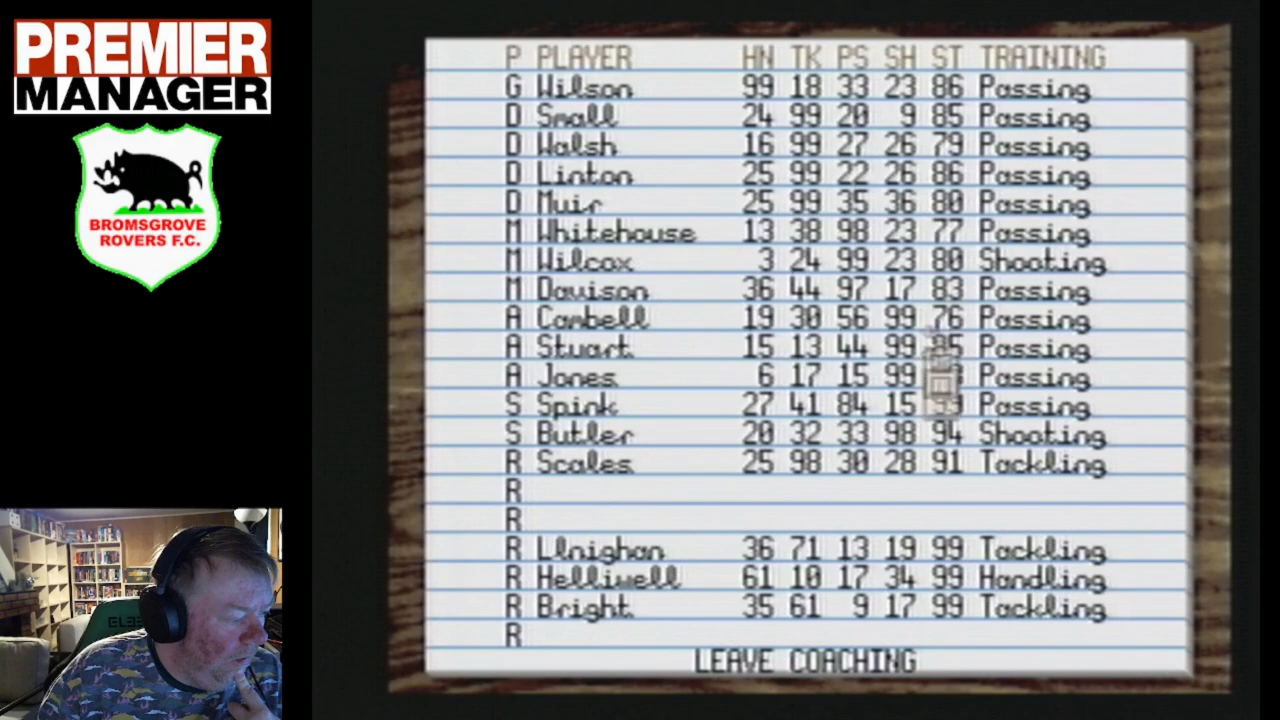 PREMIER
MANAGER
BROMSGROVE
ROVERS F.C.
P PLAYER HN TK PS SH ST TRAINING
G Wilson 99 18 33 23 86 Passing
D Small 24 99 20 9 85 Passing
D Walsh 16 99 27 26 79 Passing
D Linton 25 99 22 26 86 Passing
D Muir 25 99 35 36 80 Passing
M Whitehouse 13 38 98 23 77 Passing
M Wilcox 3 24 99 23 80 Shooting
M Davison 36 44 97 17 83 Passing
A Cambell 19 30 56 99 76 Passing
A Stuart 15 13 44 99 Passing
A Jones 6 17 15 99 Passing
S Spink 27 41 84 15 Passing
S Butler 20 32 33 98 94 Shooting
R Scales 25 98 30 28 91 Tackling
R
R
R Llnighan 36 71 13 19 99 Tackling
R Helliwell 61 10 17 34 99 Handling
R Bright 35 61 9 17 99 Tackling
R
LEAVE COACHING